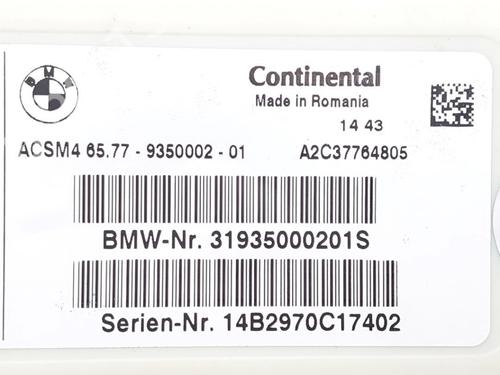 BMW
Continental
Made in Romania
14 43
ACSM4 65.77 - 9350002 - 01 A2C37764805
BMW-Nr. 31935000201S
Serien-Nr. 14B2970C17402